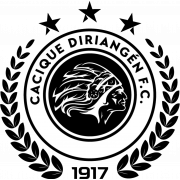 CACIQUE DIRIANGÉN F.C.
1917